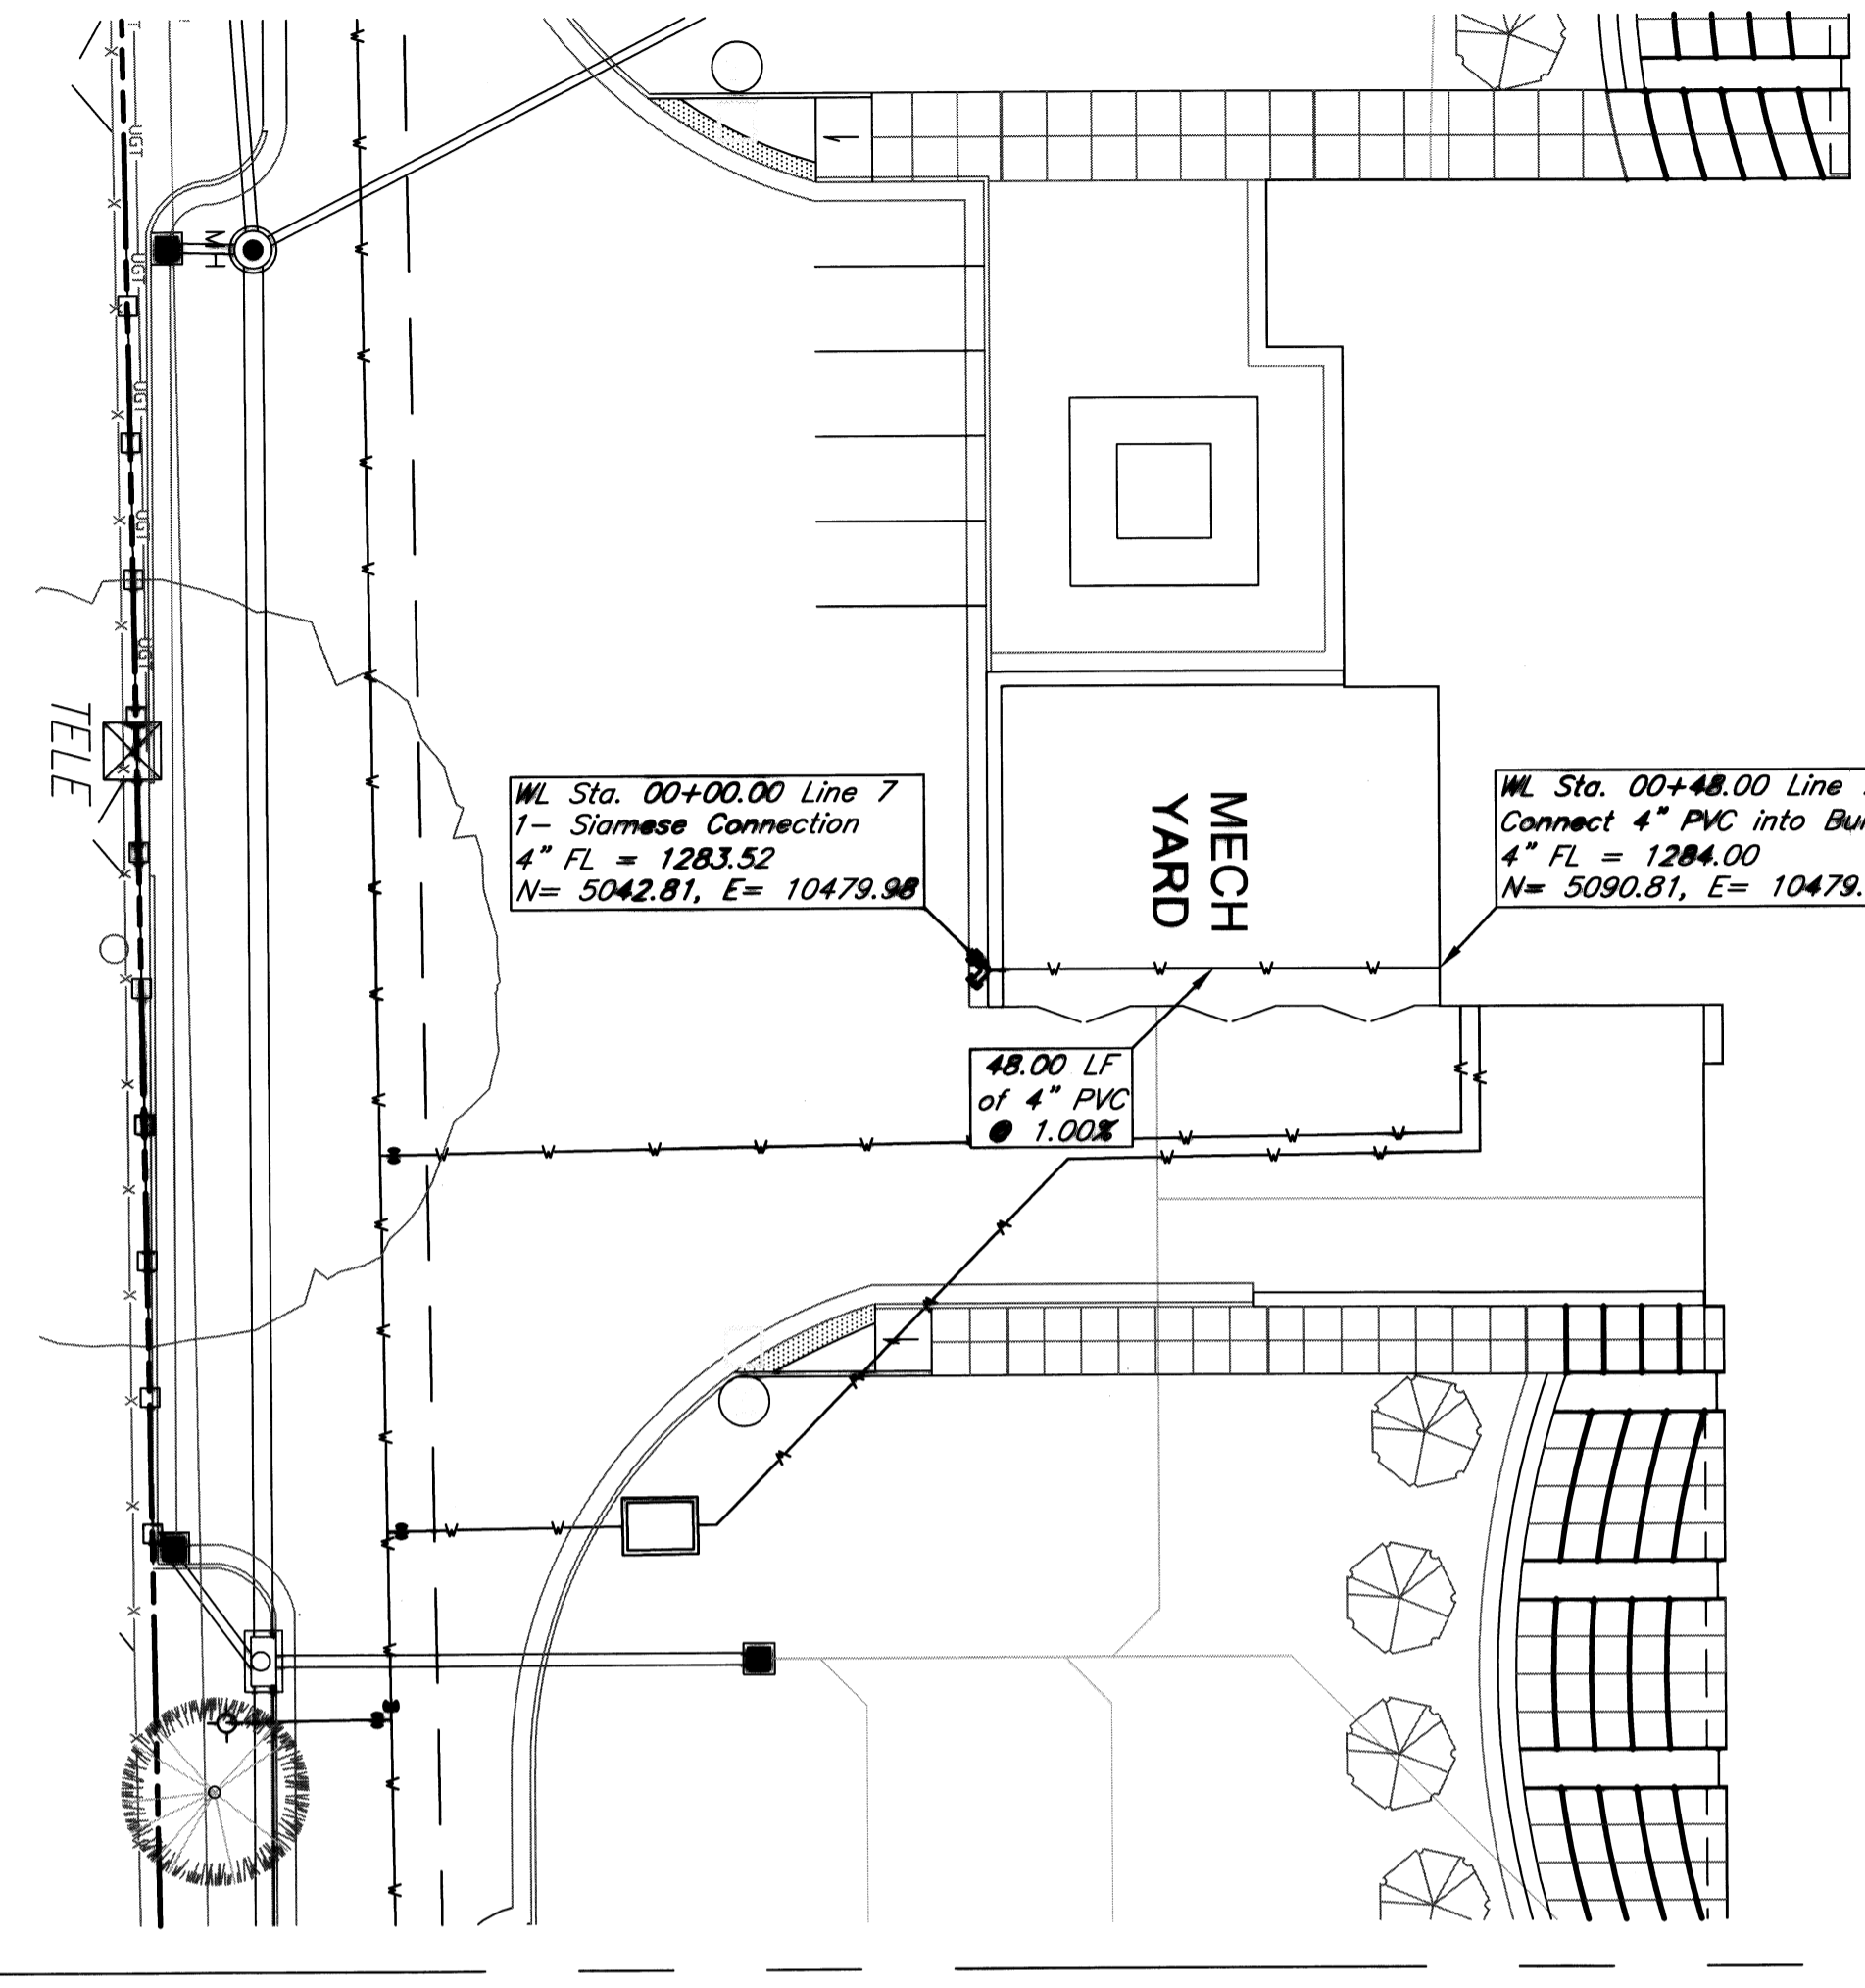 UGT
UGT
MH
UGT
UGT
UGT
TELE
WL Sta. 00+00.00 Line 7
1- Siamese Connection
4" FL = 1283.52
N= 5042.81, E= 10479.98
MECH
YARD
WL Sta. 00+48.00 Line
Connect 4" PVC into
4" FL = 1284.00
N= 5090.81, E= 10479.
48.00 LF
of 4" PVC
@ 1.00%